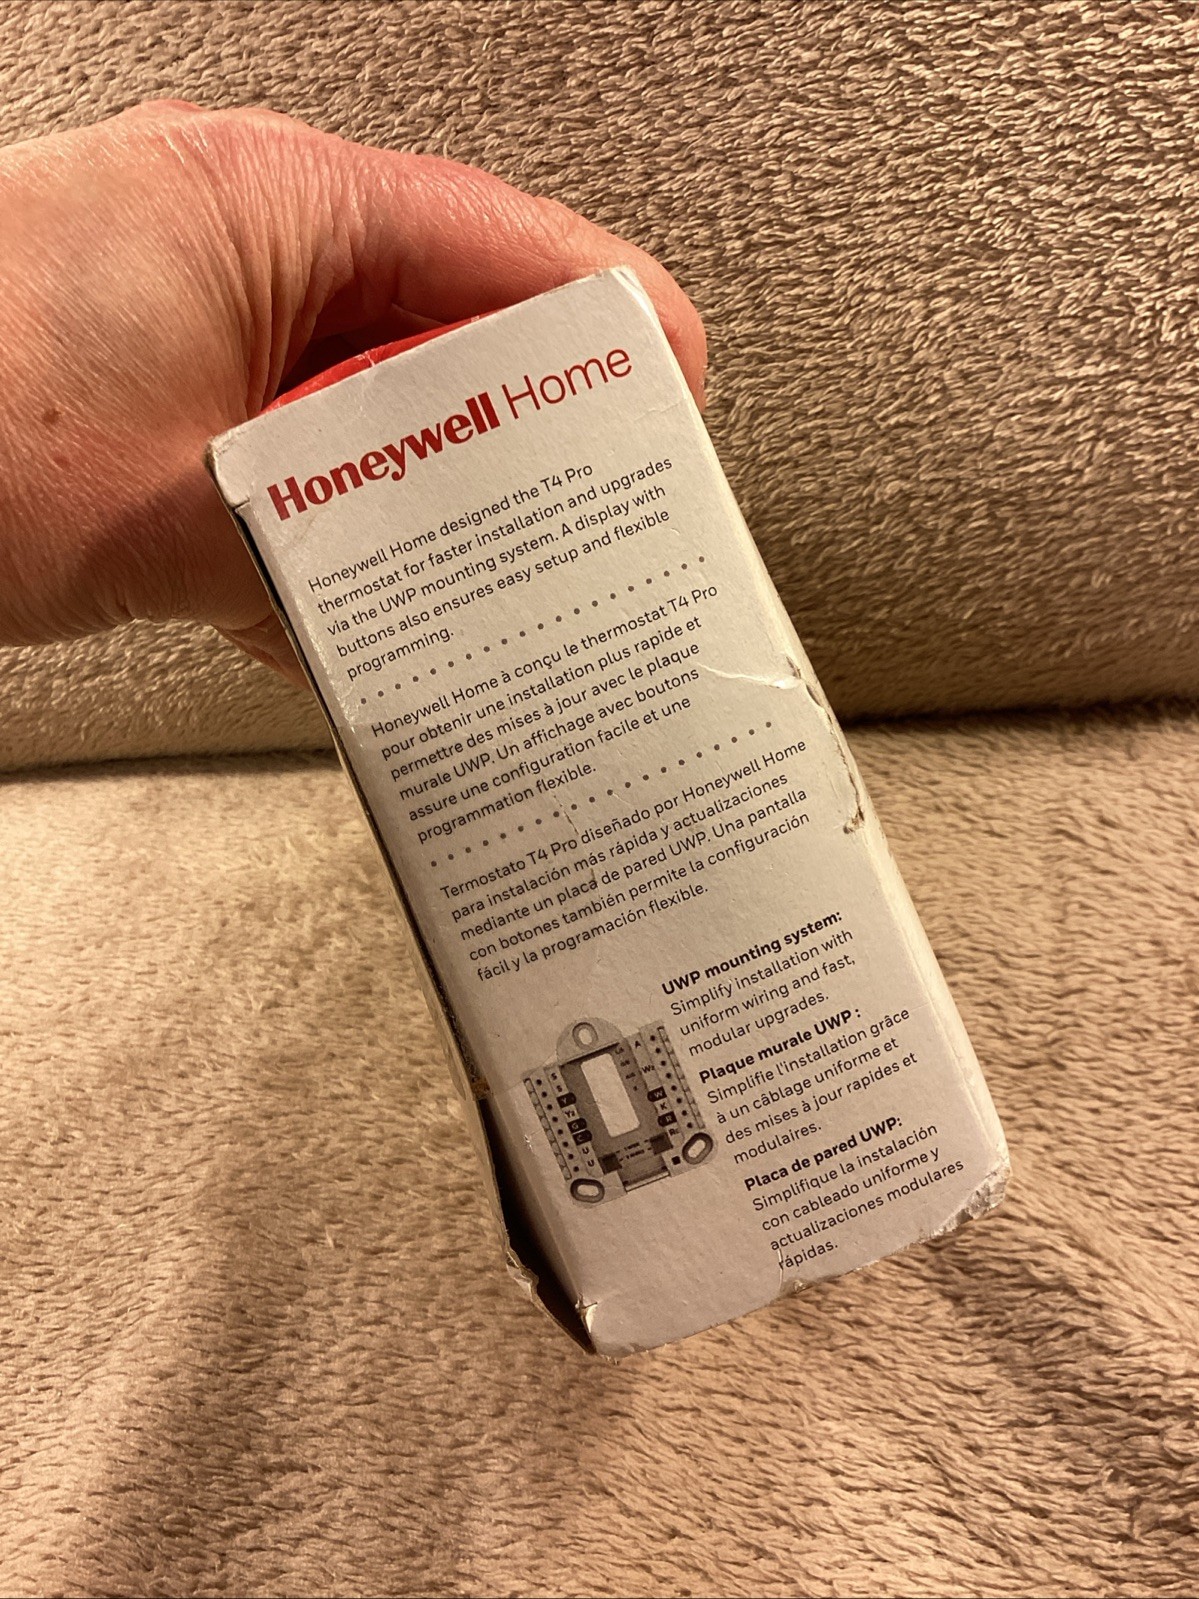 Honeywell Home
Honeywell Home designed the T4 Pro
thermostat for faster installation and upgrades
via the UWP mounting system. A display with
buttons also ensures easy setup and flexible
programming.
Honeywell Home à conçu le thermostat T4 Pro
pour obtenir une installation plus rapide et
permettre des mises à jour avec le plaque
murale UWP. Un affichage avec boutons
assure une configuration facile et une
programmation flexible.
Termostato T4 Pro diseñado por Honeywell Home
para instalación más rápida y actualizaciones
mediante un placa de pared UWP. Una pantalla
con botones también permite la configuración
fácil y la programación flexible.
UWP mounting system:
Simplify installation with
uniform wiring and fast,
modular upgrades.
Plaque murale UWP :
Simplifie l'installation grâce
à un câblage uniforme et
des mises à jour rapides et
modulaires.
Placa de pared UWP:
Simplifique la instalación
con cableado uniforme y
actualizaciones modulares
rápidas.